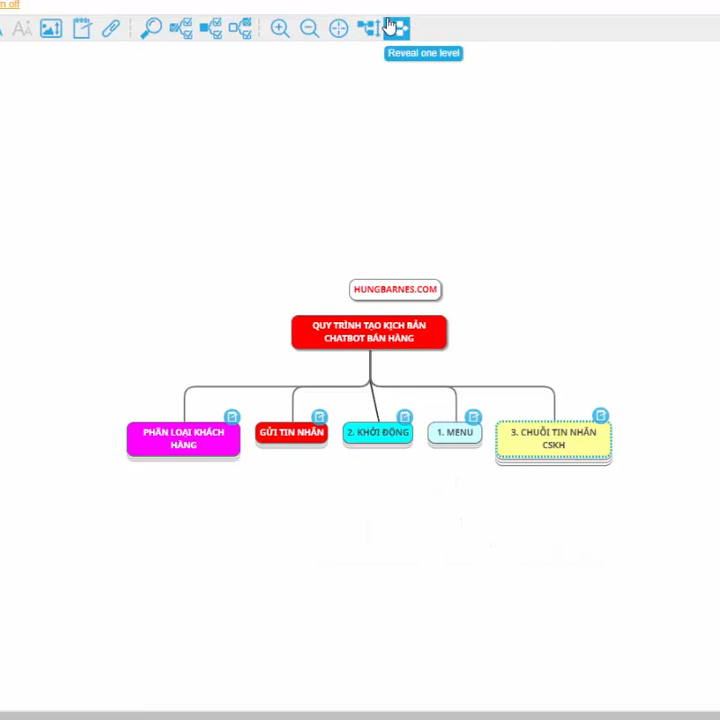 n off
Reveal one level
HUNGBARNES.COM
QUY TRÌNH TẠO KỊCH BẢN
CHATBOT BÁN HÀNG
PHÂN LOẠI KHÁCH
HÀNG
GỬI TIN NHẮN
2. KHỞI ĐỘNG
1. MENU
3. CHUỖI TIN NHẮN
CSKH